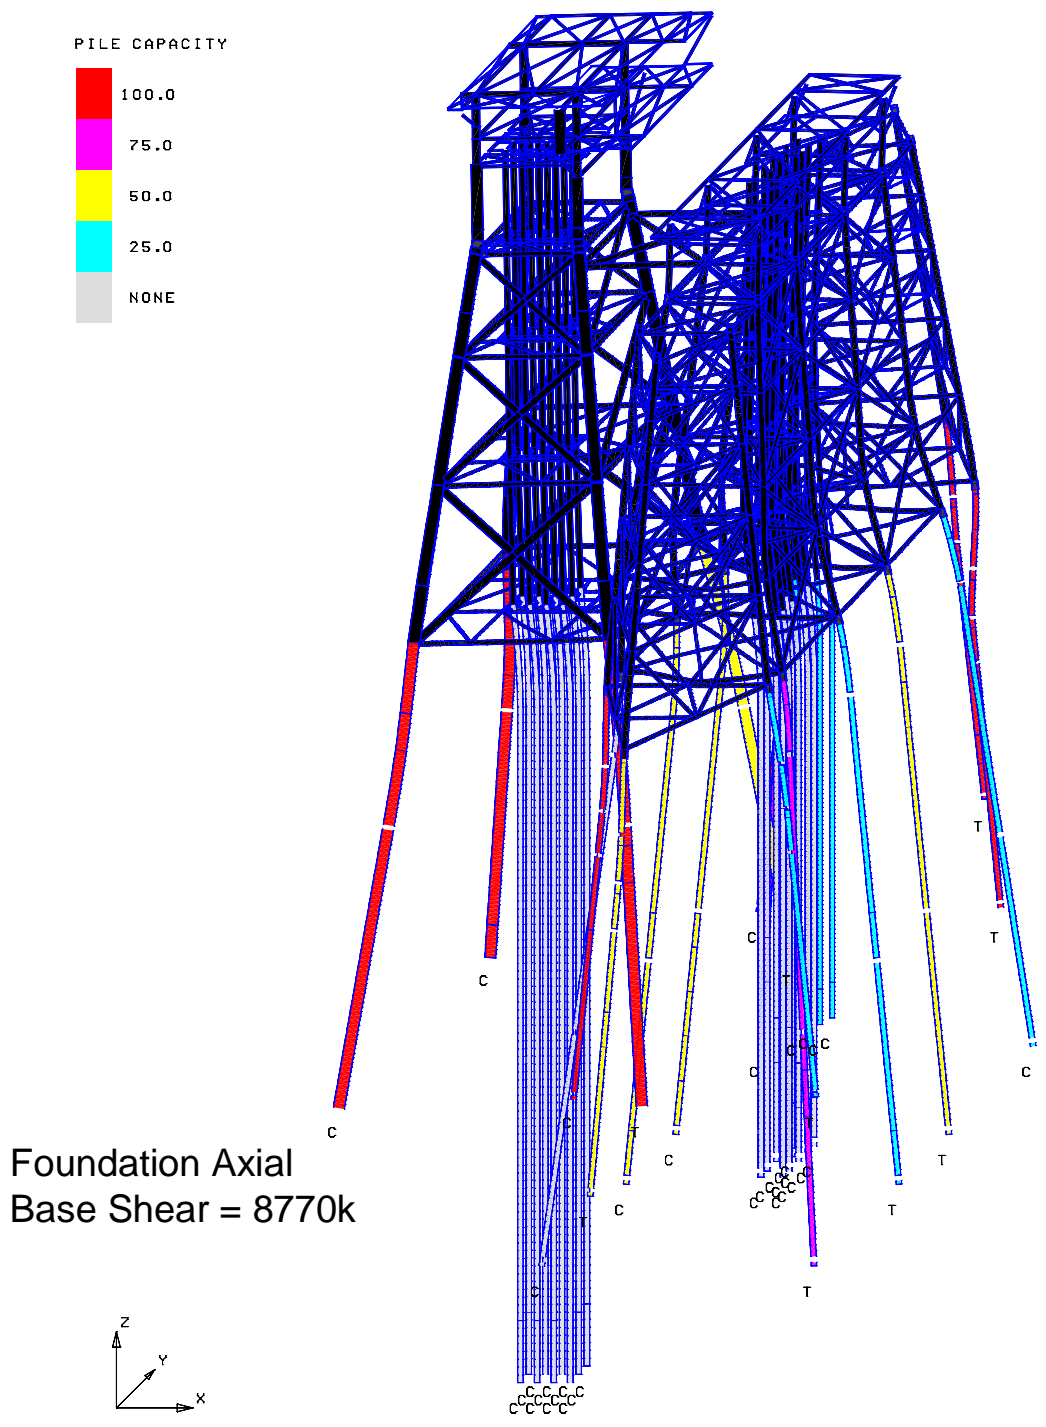 PILE CAPACITY
100.0
75.0
50.0
25.0
NONE
T
C
T
C
T
C
C
C
C
C
C
C
C
T
C
T
C
T
T
C
T
C
T
C
T
Foundation Axial
Base Shear = 8770k
Z
Y
X